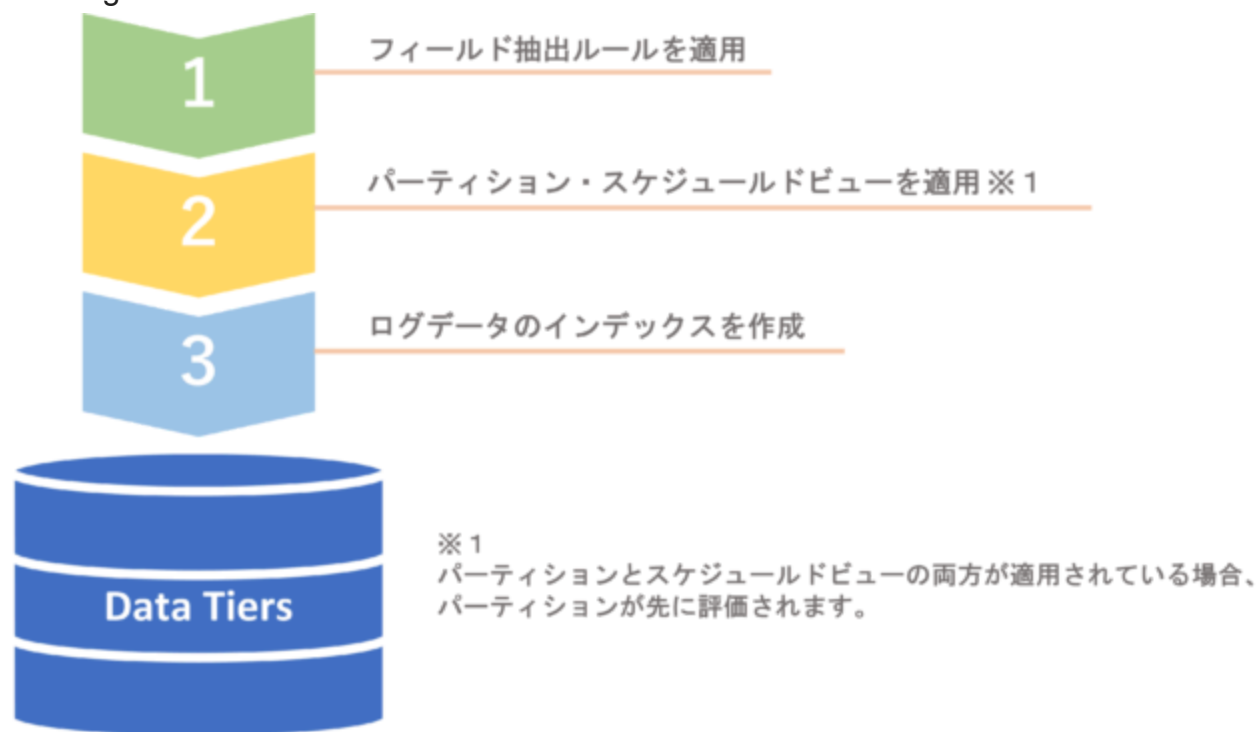 1
フィールド抽出ルールを適用
2
パーティション・スケジュールドビューを適用 ※ 1
3
ログデータのインデックスを作成
Data Tiers
※ 1
パーティションとスケジュールドビューの両方が適用されている場合、
パーティションが先に評価されます。